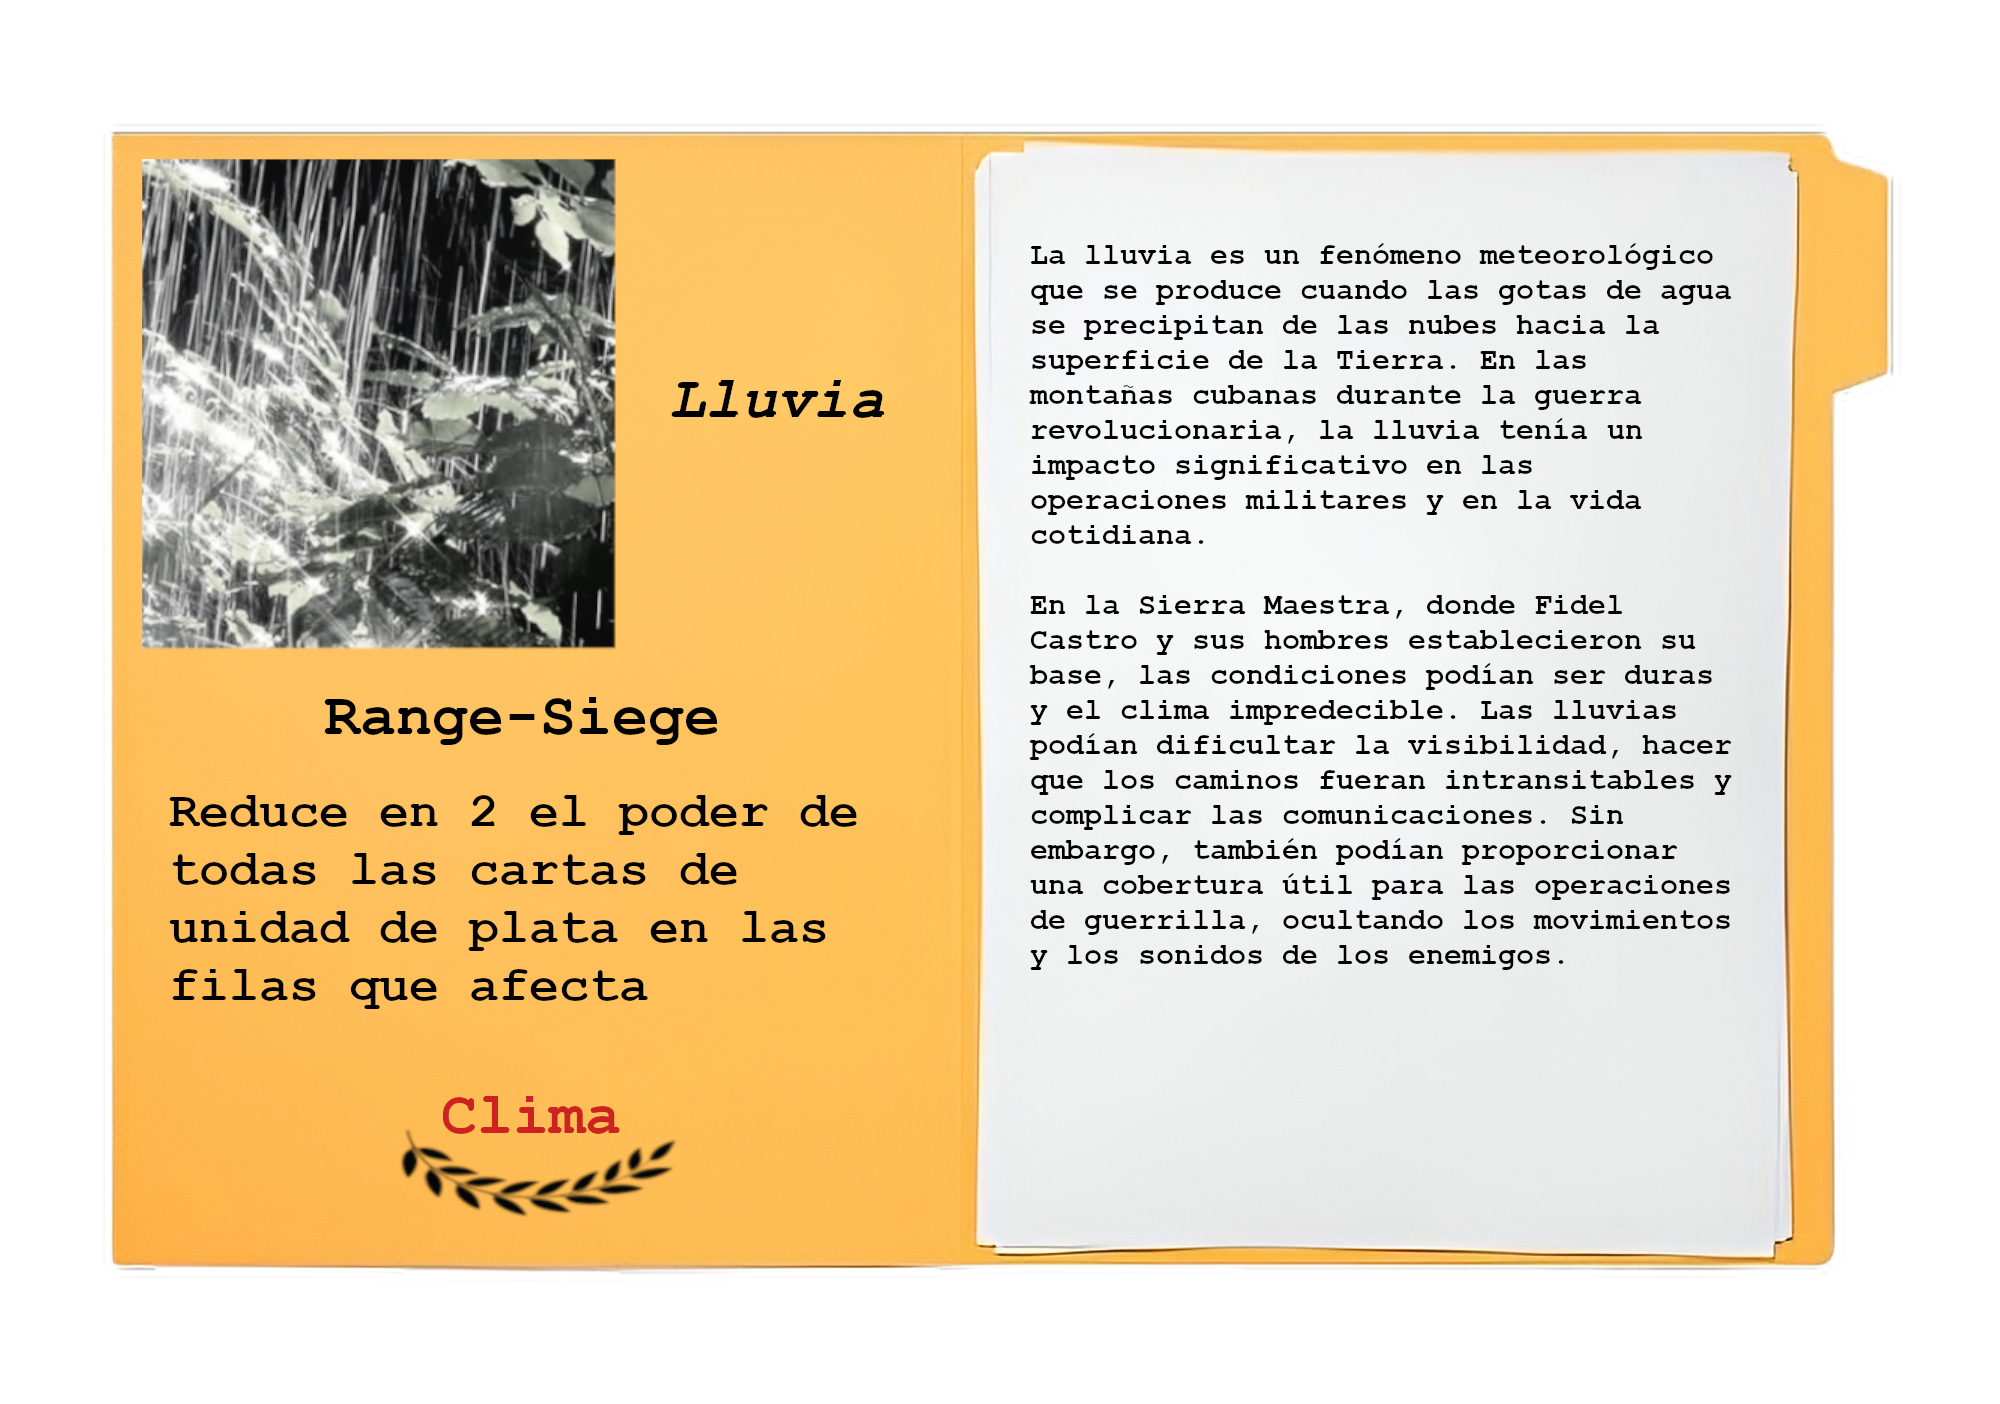 Lluvia
Range-Siege
Reduce en 2 el poder de
todas las cartas de
unidad de plata en las
filas que afecta
Clima
La lluvia es un fenómeno meteorológico
que se produce cuando las gotas de agua
se precipitan de las nubes hacia la
superficie de la Tierra. En las
montañas cubanas durante la guerra
revolucionaria, la lluvia tenía un
impacto significativo en las
operaciones militares y en la vida
cotidiana.
En la Sierra Maestra, donde Fidel
Castro y sus hombres establecieron su
base, las condiciones podían ser duras
y el clima impredecible. Las lluvias
podían dificultar la visibilidad, hacer
que los caminos fueran intransitables y
complicar las comunicaciones. Sin
embargo, también podían proporcionar
una cobertura útil para las operaciones
de guerrilla, ocultando los movimientos
y los sonidos de los enemigos.